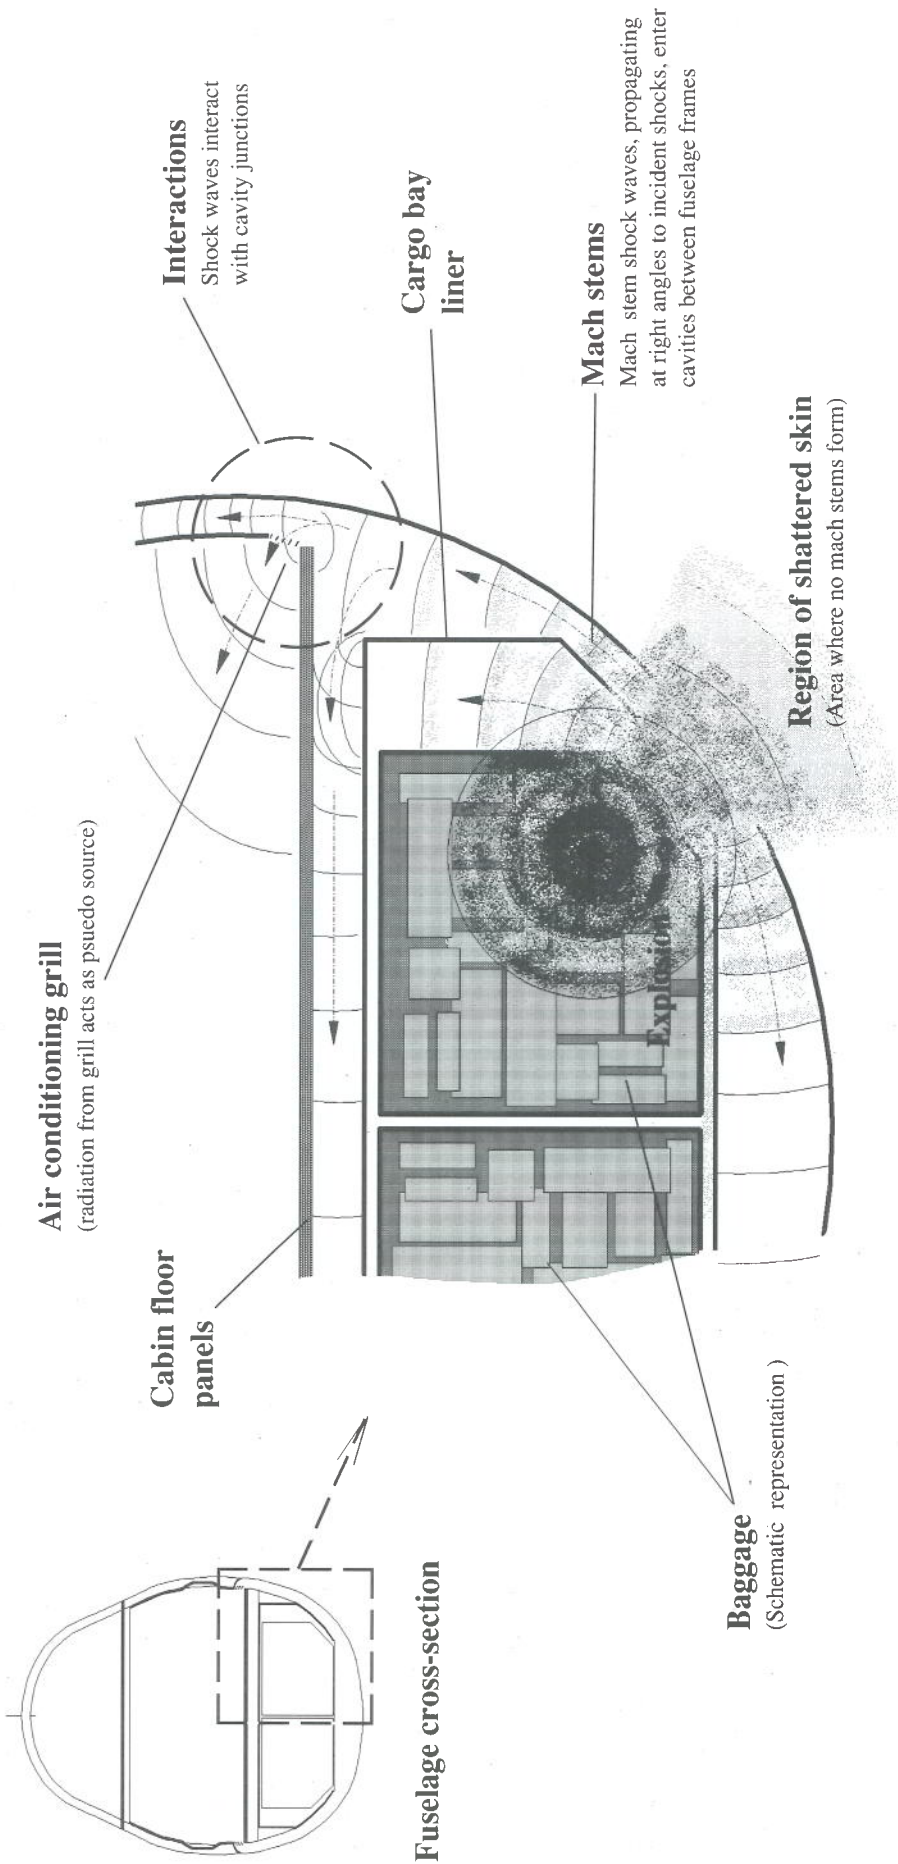 Air conditioning grill
(radiation from grill acts as psuedo source)
Interactions
Shock waves interact
with cavity junctions
Cabin floor
panels
Cargo bay
liner
Mach stems
Mach stem shock waves, propagating
at right angles to incident shocks, enter
cavities between fuselage frames
Explosion
Region of shattered skin
(Area where no mach stems form)
Baggage
(Schematic representation)
Fuselage cross-section